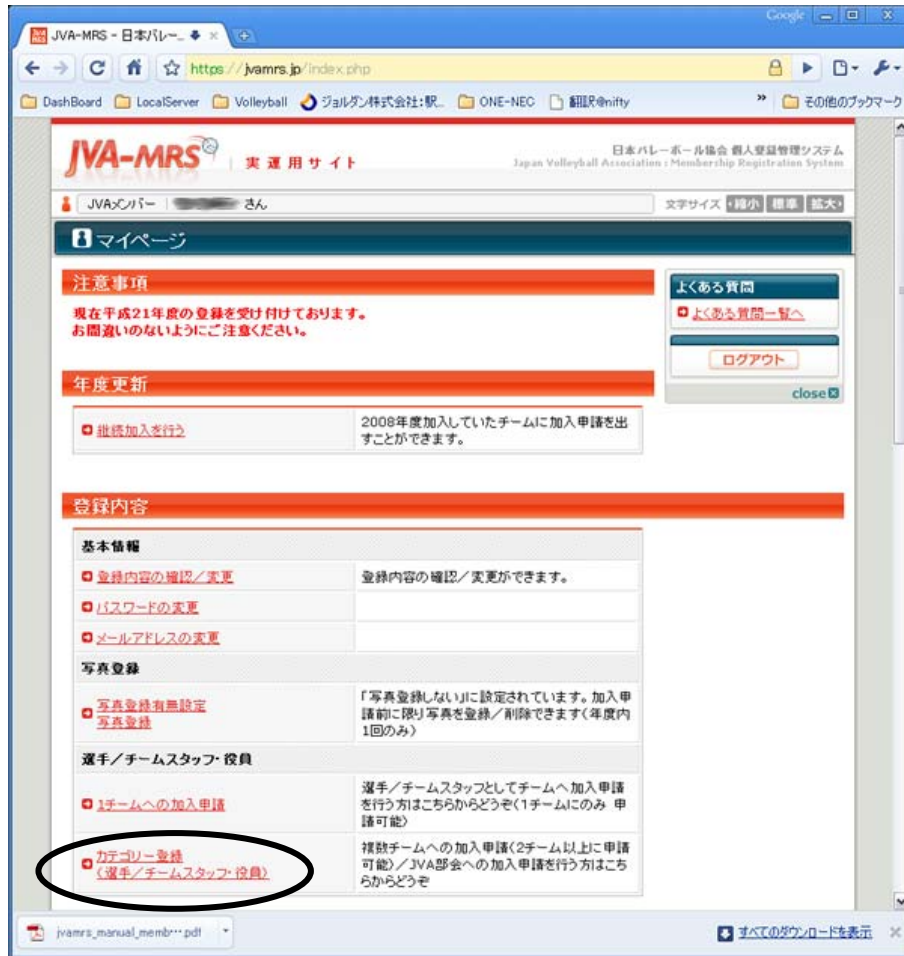 Google
JVA-MRS - 日本バレー...
https://jvamrs.jp/index.php
DashBoard LocalServer Volleyball ジョルダン株式会社:駅... ONE-NEC 翻訳@nifty » その他のブックマーク
JVA-MRS 実運用サイト
日本バレーボール協会 個人登録管理システム
Japan Volleyball Association : Membership Registration System
JVAメンバー さん
文字サイズ 縮小 標準 拡大
マイページ
注意事項
現在平成21年度の登録を受け付けております。
お間違いのないようにご注意ください。
よくある質問
よくある質問一覧へ
ログアウト
close
年度更新
継続加入を行う
2008年度加入していたチームに加入申請を出
すことができます。
登録内容
基本情報
登録内容の確認／変更
登録内容の確認／変更ができます。
パスワードの変更
メールアドレスの変更
写真登録
写真登録有無設定
写真登録
「写真登録しない」に設定されています。加入申
請前に限り写真を登録／削除できます(年度内
1回のみ)
選手／チームスタッフ・役員
1チームへの加入申請
選手／チームスタッフとしてチームへ加入申請
を行う方はこちらからどうぞ(1チームにのみ 申
請可能)
カテゴリー登録
(選手／チームスタッフ・役員)
複数チームへの加入申請(2チーム以上に申請
可能)／JVA部会への加入申請を行う方はこち
らからどうぞ
jvamrs_manual_memb....pdf
すべてのダウンロードを表示